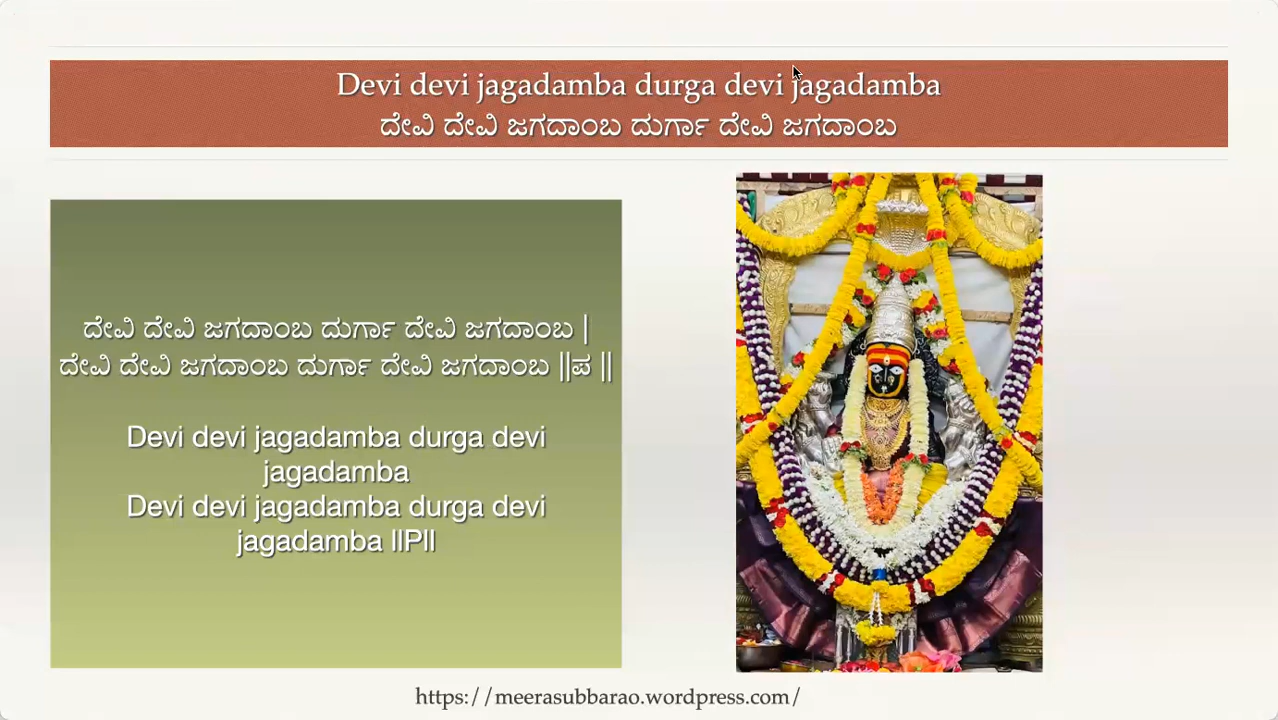 Devi devi jagadamba durga devi jagadamba
ದೇವಿ ದೇವಿ ಜಗದಾಂಬ ದುರ್ಗಾ ದೇವಿ ಜಗದಾಂಬ
ದೇವಿ ದೇವಿ ಜಗದಾಂಬ ದುರ್ಗಾ ದೇವಿ ಜಗದಾಂಬ |
ದೇವಿ ದೇವಿ ಜಗದಾಂಬ ದುರ್ಗಾ ದೇವಿ ಜಗದಾಂಬ ||ಪ ||
Devi devi jagadamba durga devi
jagadamba
Devi devi jagadamba durga devi
jagadamba llPll
https://meerasubbarao.wordpress.com/